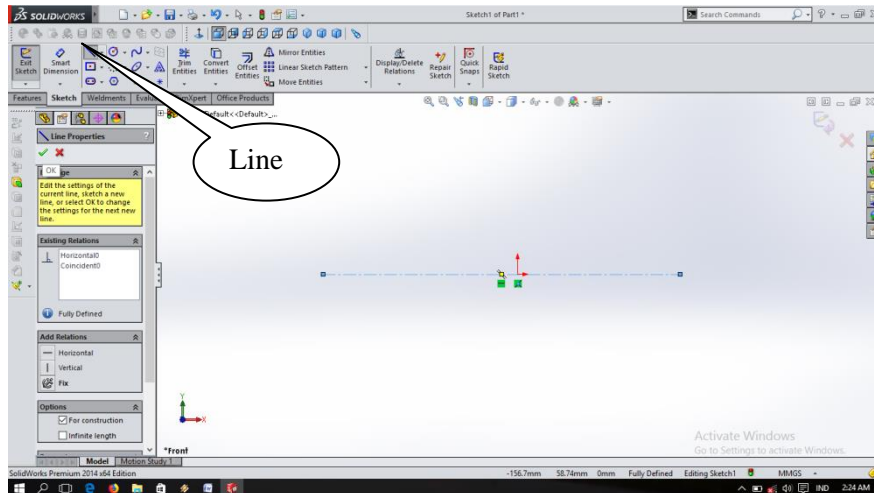 SOLIDWORKS
Sketch1 of Part1 *
Search Commands
Exit Sketch
Smart Dimension
Trim Entities
Convert Entities
Offset Entities
Mirror Entities
Linear Sketch Pattern
Move Entities
Display/Delete Relations
Repair Sketch
Quick Snaps
Rapid Sketch
Features Sketch Weldments Office Products
Line Properties
?
OK
Edit the settings of the
current line, sketch a new
line, or select OK to change
the settings for the next new
line.
Existing Relations
Horizontal0
Coincident0
Fully Defined
Add Relations
Horizontal
Vertical
Fix
Options
For construction
Infinite length
Line
Y
X
*Front
Activate Windows
Go to Settings to activate Windows.
Model Motion Study 1
SolidWorks Premium 2014 x64 Edition
-156.7mm 58.74mm 0mm Fully Defined Editing Sketch1 MMGS
IND 2:24 AM